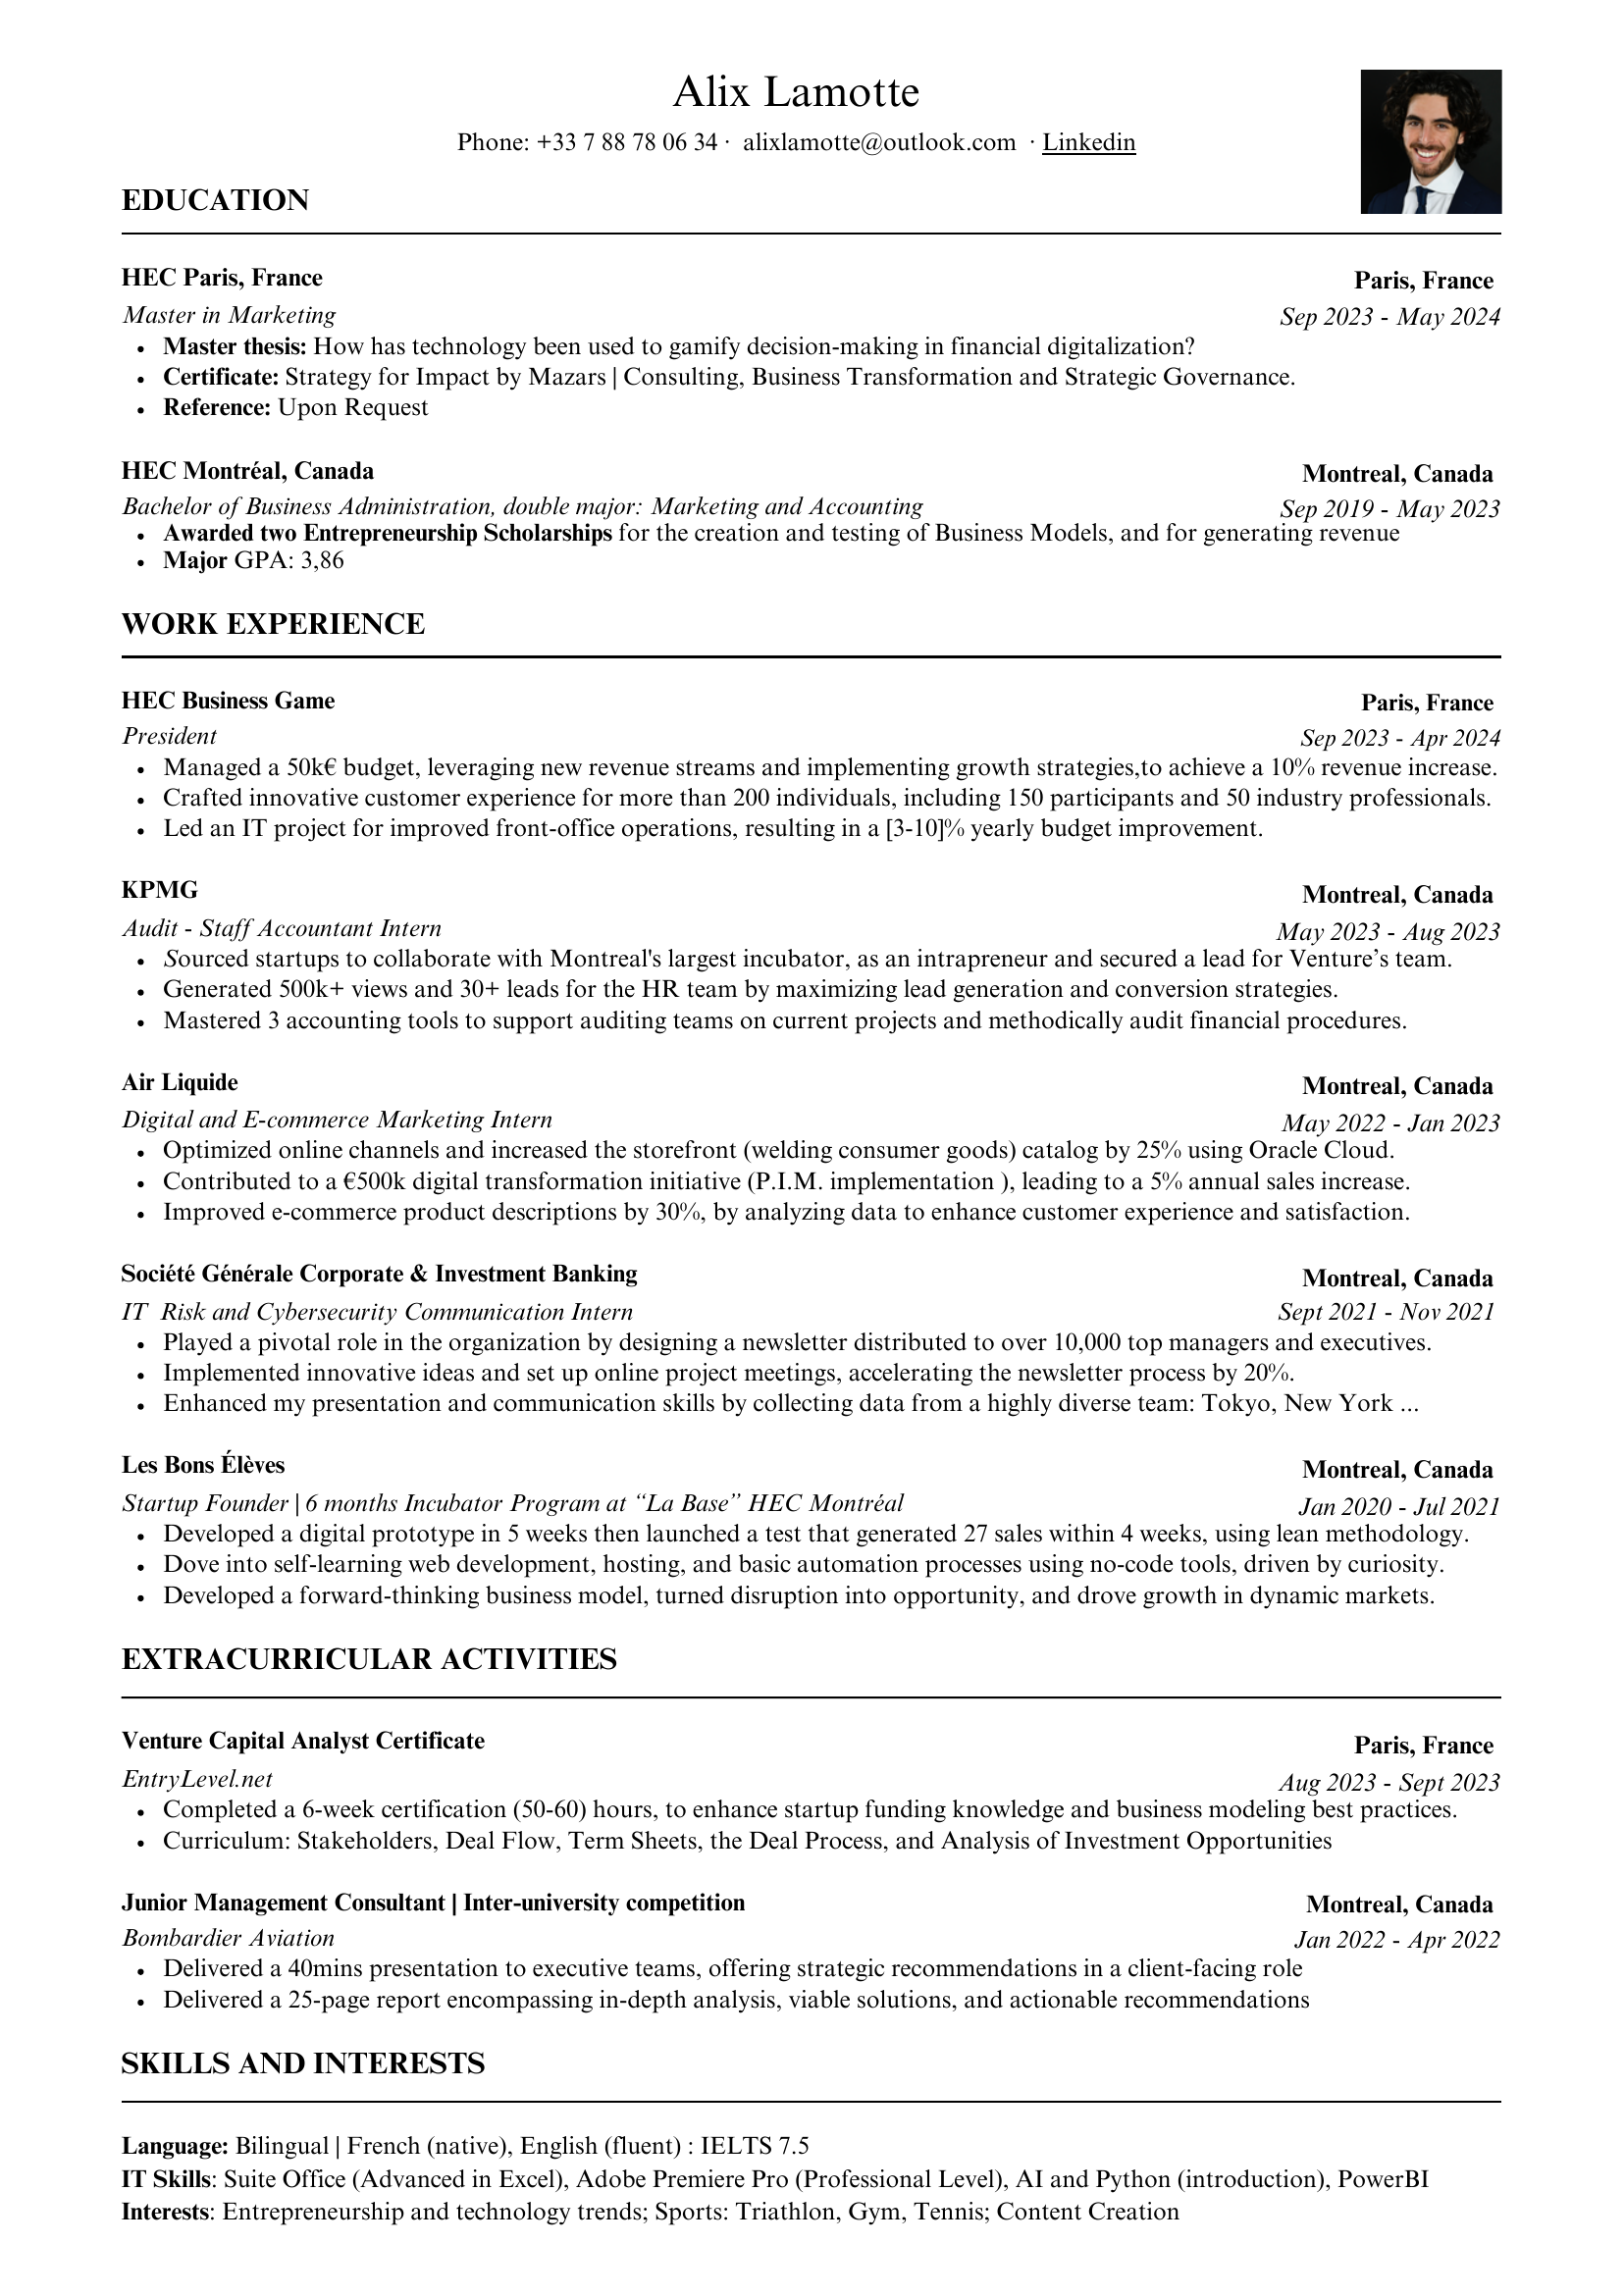 Alix Lamotte
Phone: +33 7 88 78 06 34 · alixlamotte@outlook.com · Linkedin
EDUCATION
HEC Paris, France Paris, France
Master in Marketing Sep 2023 - May 2024
• Master thesis: How has technology been used to gamify decision-making in financial digitalization?
• Certificate: Strategy for Impact by Mazars | Consulting, Business Transformation and Strategic Governance.
• Reference: Upon Request
HEC Montréal, Canada Montreal, Canada
Bachelor of Business Administration, double major: Marketing and Accounting Sep 2019 - May 2023
• Awarded two Entrepreneurship Scholarships for the creation and testing of Business Models, and for generating revenue
• Major GPA: 3,86
WORK EXPERIENCE
HEC Business Game Paris, France
President Sep 2023 - Apr 2024
• Managed a 50k€ budget, leveraging new revenue streams and implementing growth strategies,to achieve a 10% revenue increase.
• Crafted innovative customer experience for more than 200 individuals, including 150 participants and 50 industry professionals.
• Led an IT project for improved front-office operations, resulting in a [3-10]% yearly budget improvement.
KPMG Montreal, Canada
Audit - Staff Accountant Intern May 2023 - Aug 2023
• Sourced startups to collaborate with Montreal's largest incubator, as an intrapreneur and secured a lead for Venture’s team.
• Generated 500k+ views and 30+ leads for the HR team by maximizing lead generation and conversion strategies.
• Mastered 3 accounting tools to support auditing teams on current projects and methodically audit financial procedures.
Air Liquide Montreal, Canada
Digital and E-commerce Marketing Intern May 2022 - Jan 2023
• Optimized online channels and increased the storefront (welding consumer goods) catalog by 25% using Oracle Cloud.
• Contributed to a €500k digital transformation initiative (P.I.M. implementation ), leading to a 5% annual sales increase.
• Improved e-commerce product descriptions by 30%, by analyzing data to enhance customer experience and satisfaction.
Société Générale Corporate & Investment Banking Montreal, Canada
IT Risk and Cybersecurity Communication Intern Sept 2021 - Nov 2021
• Played a pivotal role in the organization by designing a newsletter distributed to over 10,000 top managers and executives.
• Implemented innovative ideas and set up online project meetings, accelerating the newsletter process by 20%.
• Enhanced my presentation and communication skills by collecting data from a highly diverse team: Tokyo, New York ...
Les Bons Élèves Montreal, Canada
Startup Founder | 6 months Incubator Program at “La Base” HEC Montréal Jan 2020 - Jul 2021
• Developed a digital prototype in 5 weeks then launched a test that generated 27 sales within 4 weeks, using lean methodology.
• Dove into self-learning web development, hosting, and basic automation processes using no-code tools, driven by curiosity.
• Developed a forward-thinking business model, turned disruption into opportunity, and drove growth in dynamic markets.
EXTRACURRICULAR ACTIVITIES
Venture Capital Analyst Certificate Paris, France
EntryLevel.net Aug 2023 - Sept 2023
• Completed a 6-week certification (50-60) hours, to enhance startup funding knowledge and business modeling best practices.
• Curriculum: Stakeholders, Deal Flow, Term Sheets, the Deal Process, and Analysis of Investment Opportunities
Junior Management Consultant | Inter-university competition Montreal, Canada
Bombardier Aviation Jan 2022 - Apr 2022
• Delivered a 40mins presentation to executive teams, offering strategic recommendations in a client-facing role
• Delivered a 25-page report encompassing in-depth analysis, viable solutions, and actionable recommendations
SKILLS AND INTERESTS
Language: Bilingual | French (native), English (fluent) : IELTS 7.5
IT Skills: Suite Office (Advanced in Excel), Adobe Premiere Pro (Professional Level), AI and Python (introduction), PowerBI
Interests: Entrepreneurship and technology trends; Sports: Triathlon, Gym, Tennis; Content Creation